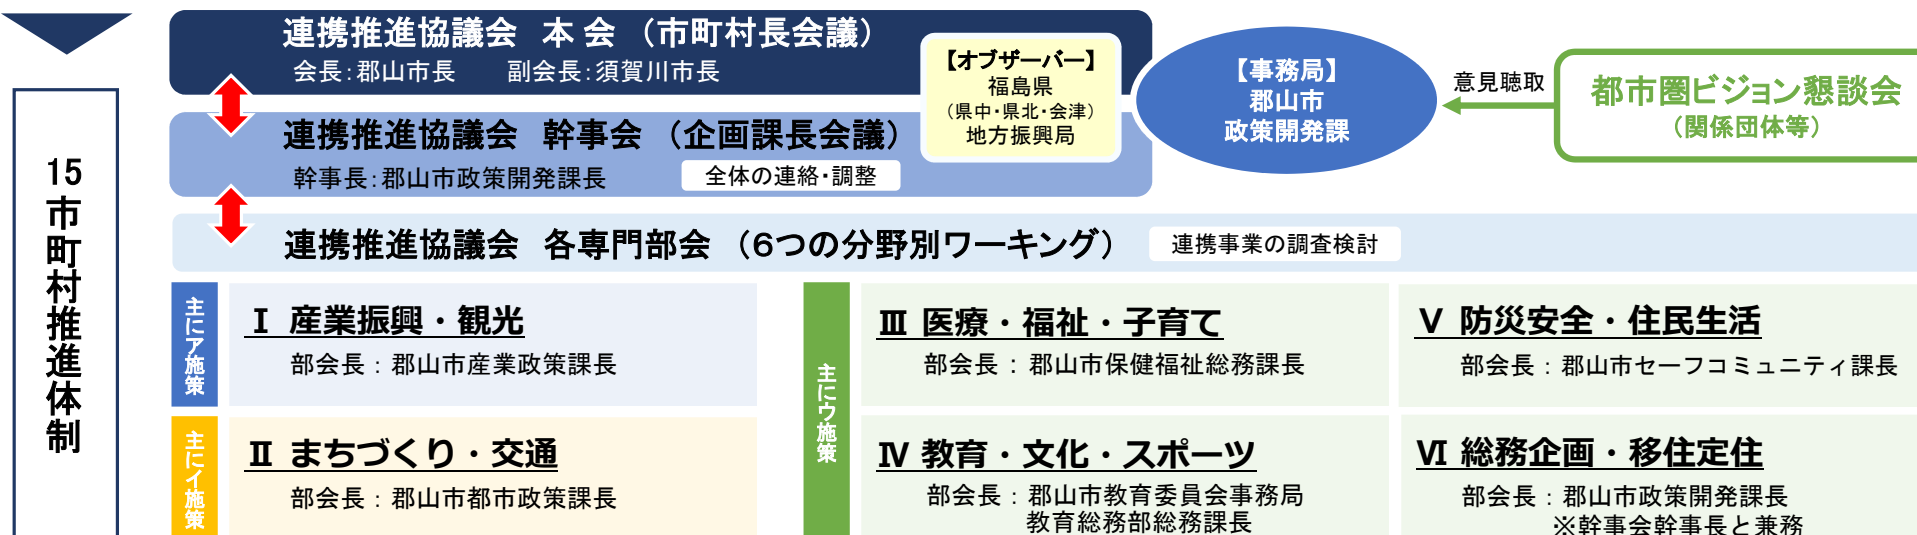 15市町村推進体制
連携推進協議会 本会 （市町村長会議）
会長：郡山市長 副会長：須賀川市長
連携推進協議会 幹事会 （企画課長会議）
幹事長：郡山市政策開発課長
全体の連絡・調整
【オブザーバー】
福島県
（県中・県北・会津）
地方振興局
【事務局】
郡山市
政策開発課
意見聴取
都市圏ビジョン懇談会
（関係団体等）
連携推進協議会 各専門部会 （６つの分野別ワーキング）
連携事業の調査検討
主にア施策
Ⅰ 産業振興・観光
部会長：郡山市産業政策課長
主にイ施策
Ⅱ まちづくり・交通
部会長：郡山市都市政策課長
主にウ施策
Ⅲ 医療・福祉・子育て
部会長：郡山市保健福祉総務課長
Ⅳ 教育・文化・スポーツ
部会長：郡山市教育委員会事務局
教育総務部総務課長
Ⅴ 防災安全・住民生活
部会長：郡山市セーフコミュニティ課長
Ⅵ 総務企画・移住定住
部会長：郡山市政策開発課長
※幹事会幹事長と兼務